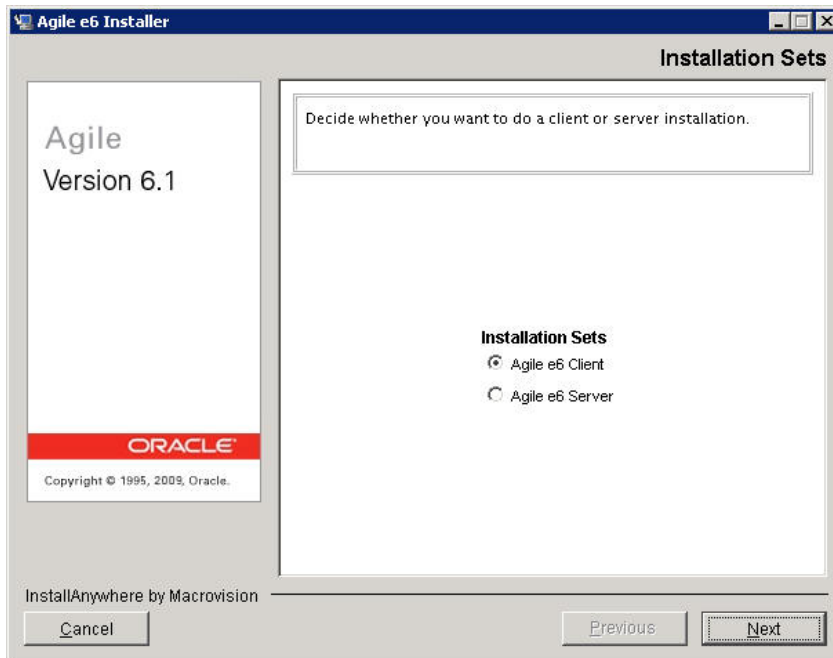 Agile e6 Installer
Installation Sets
Agile
Version 6.1
ORACLE
Copyright © 1995, 2009, Oracle.
Decide whether you want to do a client or server installation.
Installation Sets
Agile e6 Client
Agile e6 Server
InstallAnywhere by Macrovision
Cancel
Previous
Next